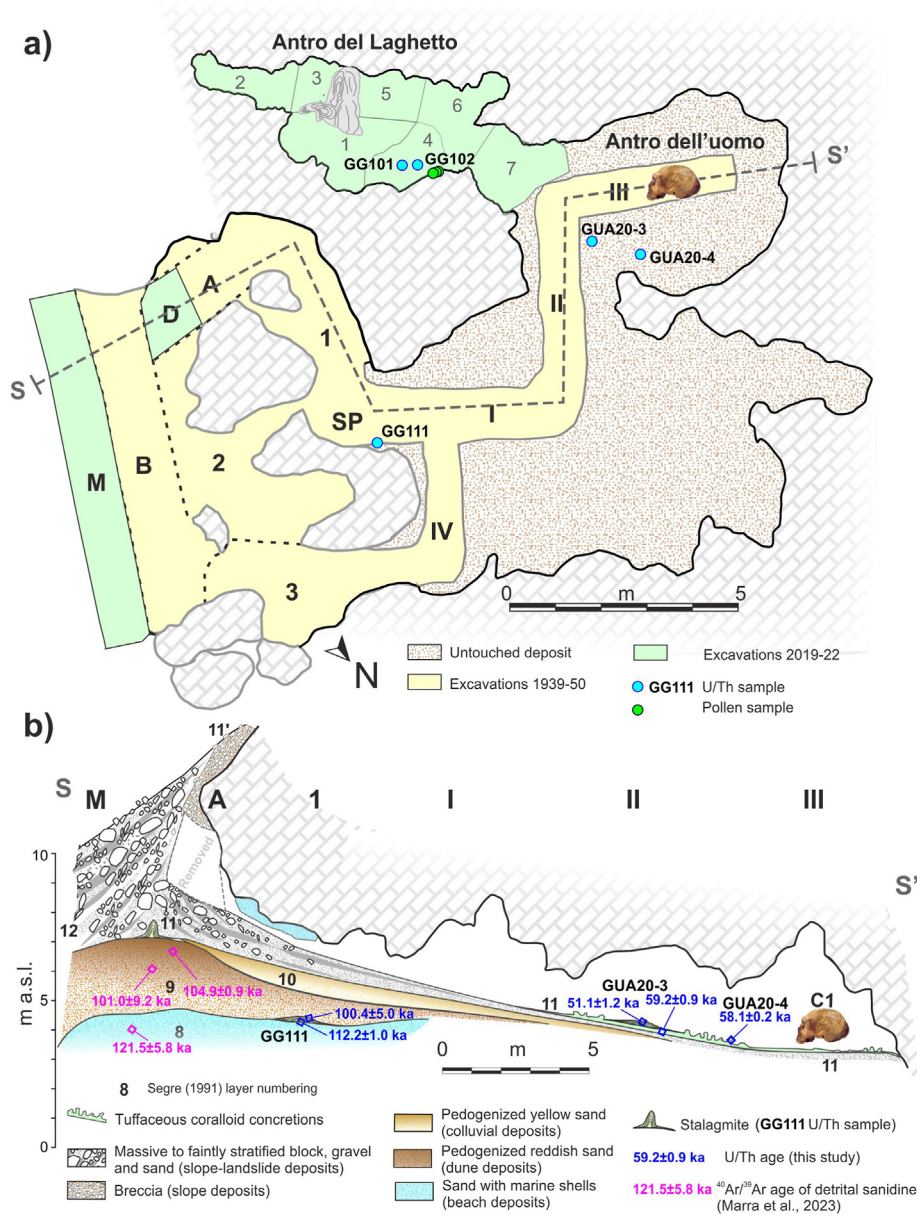 a)
Antro del Laghetto
2
3
5
6
1
4
GG101
GG102
7
Antro dell'uomo
S'
III
GUA20-3
GUA20-4
A
D
II
1
S
SP
I
GG111
M
B
2
IV
3
0 m 5
N
Untouched deposit
Excavations 1939-50
Excavations 2019-22
GG111 U/Th sample
Pollen sample
b)
11'
S
M A 1 I II III
S'
10
Removed
12
11
10
9
104.9±0.9 ka
101.0±9.2 ka
5
11
GUA20-3
51.1±1.2 ka
59.2±0.9 ka
GUA20-4
58.1±0.2 ka
C1
100.4±5.0 ka
GG111
112.2±1.0 ka
8
121.5±5.8 ka
11
m a.s.l.
0 m 5
8 Segre (1991) layer numbering
Tuffaceous coralloid concretions
Massive to faintly stratified block, gravel
and sand (slope-landslide deposits)
Breccia (slope deposits)
0
Pedogenized yellow sand
(colluvial deposits)
Pedogenized reddish sand
(dune deposits)
Sand with marine shells
(beach deposits)
Stalagmite (GG111 U/Th sample)
59.2±0.9 ka U/Th age (this study)
121.5±5.8 ka ⁴⁰Ar/³⁹Ar age of detrital sanidine
(Marra et al., 2023)